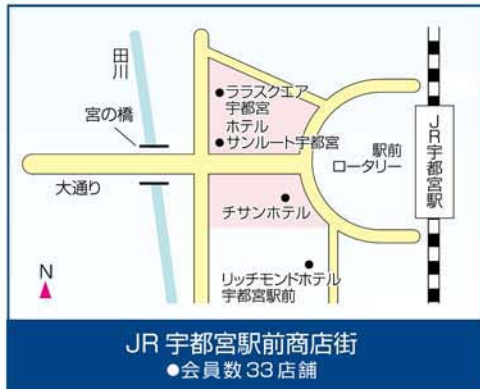 田川
宮の橋
大通り
ララスクエア
宇都宮
ホテル
サンルート宇都宮
駅前
ロータリー
JR宇都宮駅
チサンホテル
リッチモンドホテル
宇都宮駅前
N
JR 宇都宮駅前商店街
●会員数33店舗